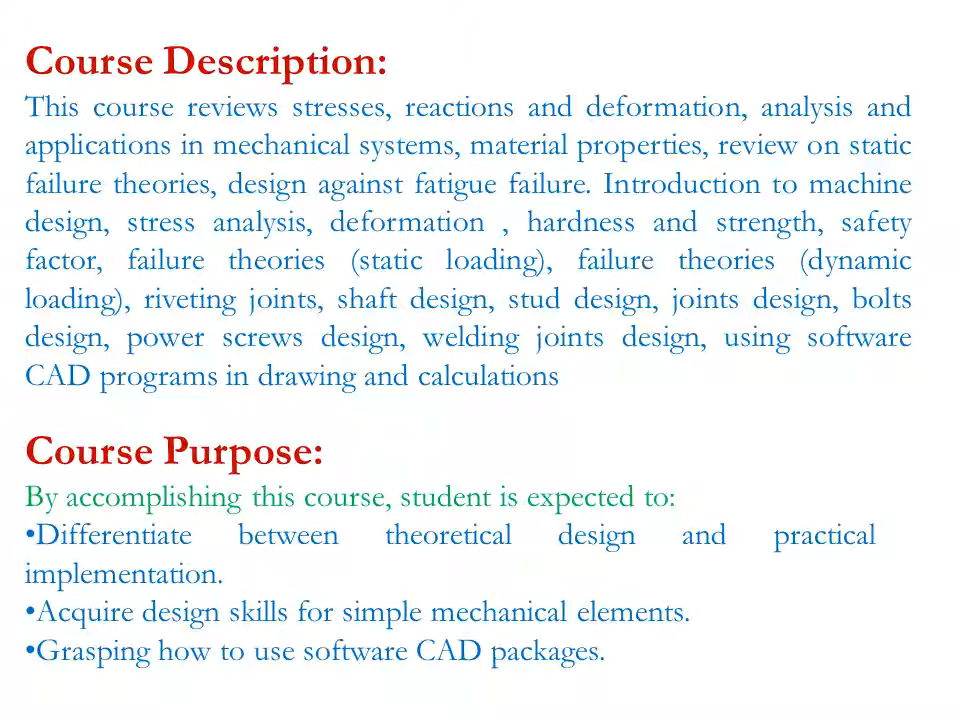 Course Description:
This course reviews stresses, reactions and deformation, analysis and
applications in mechanical systems, material properties, review on static
failure theories, design against fatigue failure. Introduction to machine
design, stress analysis, deformation , hardness and strength, safety
factor, failure theories (static loading), failure theories (dynamic
loading), riveting joints, shaft design, stud design, joints design, bolts
design, power screws design, welding joints design, using software
CAD programs in drawing and calculations
Course Purpose:
By accomplishing this course, student is expected to:
•Differentiate between theoretical design and practical
implementation.
•Acquire design skills for simple mechanical elements.
•Grasping how to use software CAD packages.